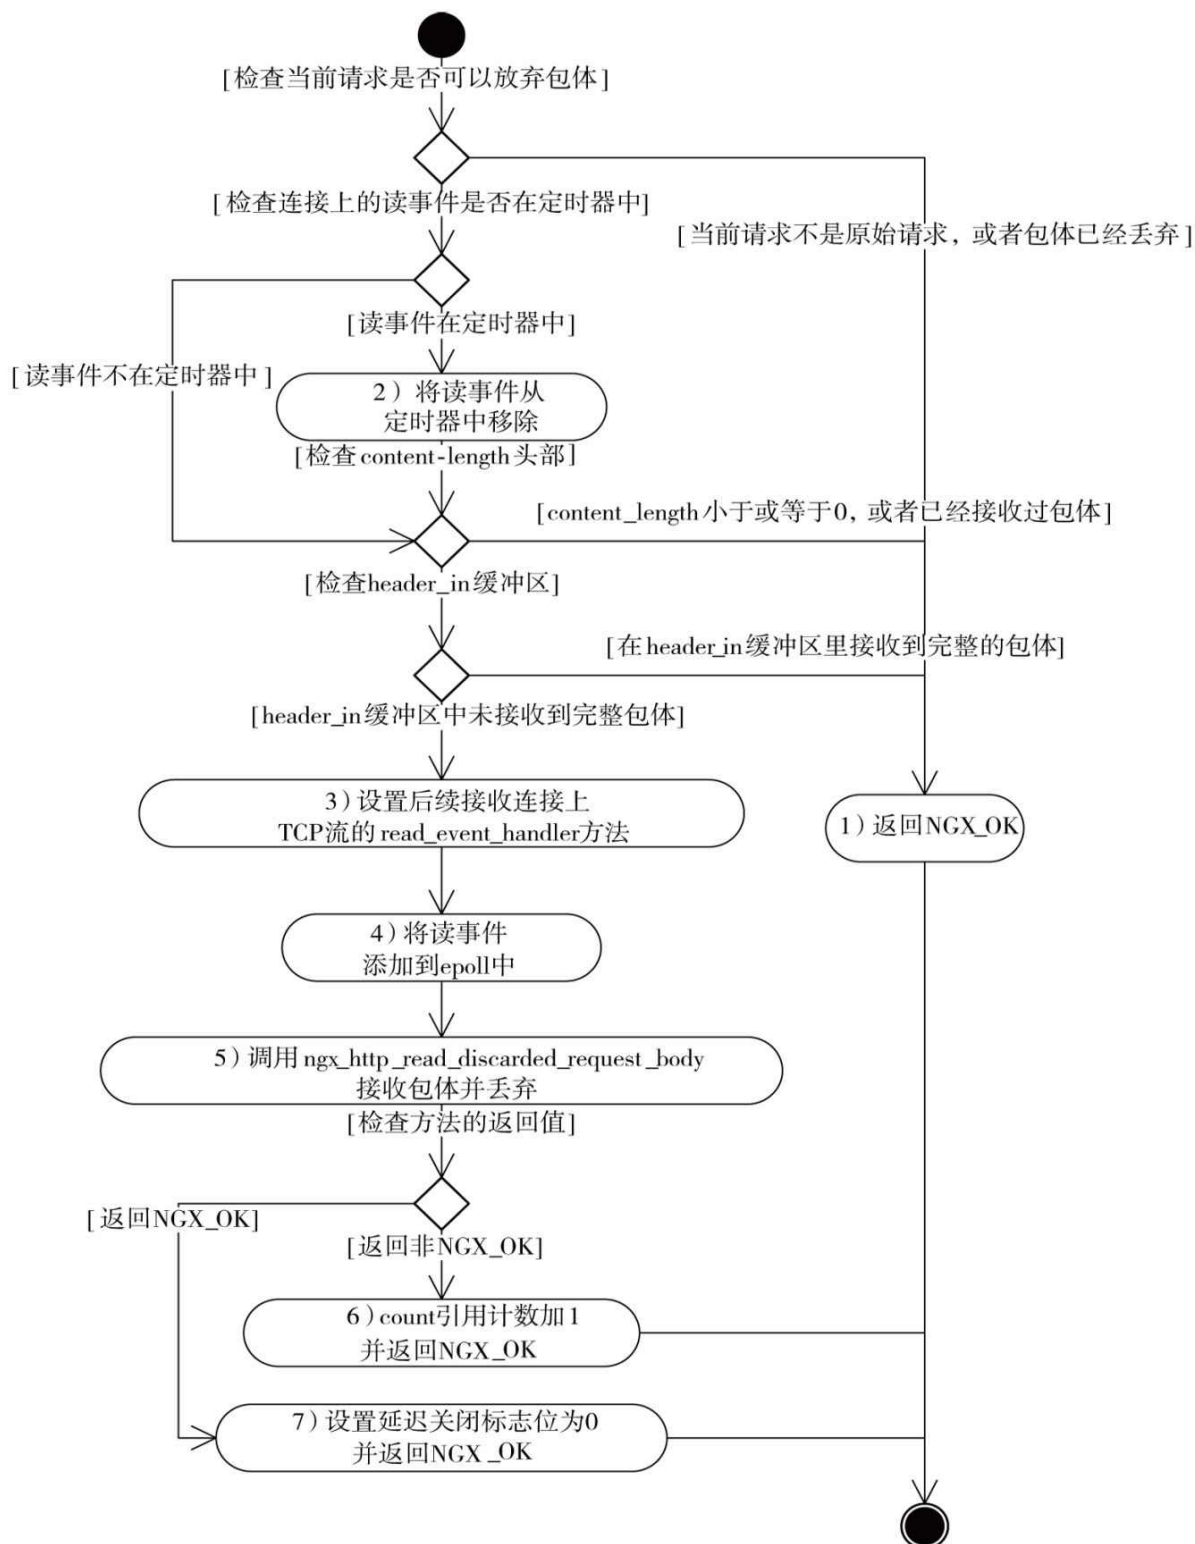 [检查当前请求是否可以放弃包体]
[检查连接上的读事件是否在定时器中]
[当前请求不是原始请求, 或者包体已经丢弃]
[读事件在定时器中]
[读事件不在定时器中]
2）将读事件从
定时器中移除
[检查content-length头部]
[content_length小于或等于0, 或者已经接收过包体]
[检查header_in缓冲区]
[在header_in缓冲区里接收到完整的包体]
[header_in缓冲区中未接收到完整包体]
3）设置后续接收连接上
TCP流的read_event_handler方法
1）返回NGX_OK
4）将读事件
添加到epoll中
5）调用ngx_http_read_discarded_request_body
接收包体并丢弃
[检查方法的返回值]
[返回NGX_OK]
[返回非NGX_OK]
6）count引用计数加1
并返回NGX_OK
7）设置延迟关闭标志位为0
并返回NGX_OK